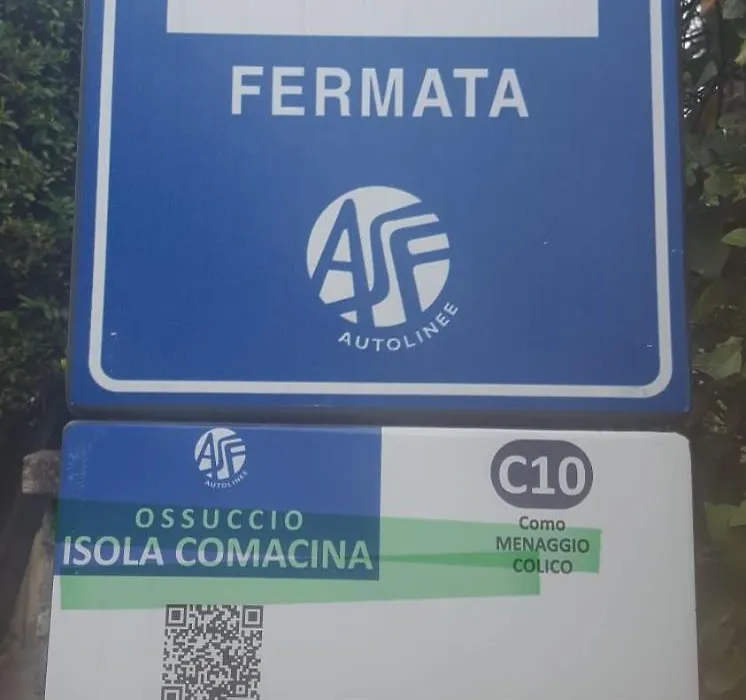 FERMATA
ASF
AUTOLINEE
ASF
AUTOLINEE
OSSUCCIO
ISOLA COMACINA
C10
Como
MENAGGIO
COLICO